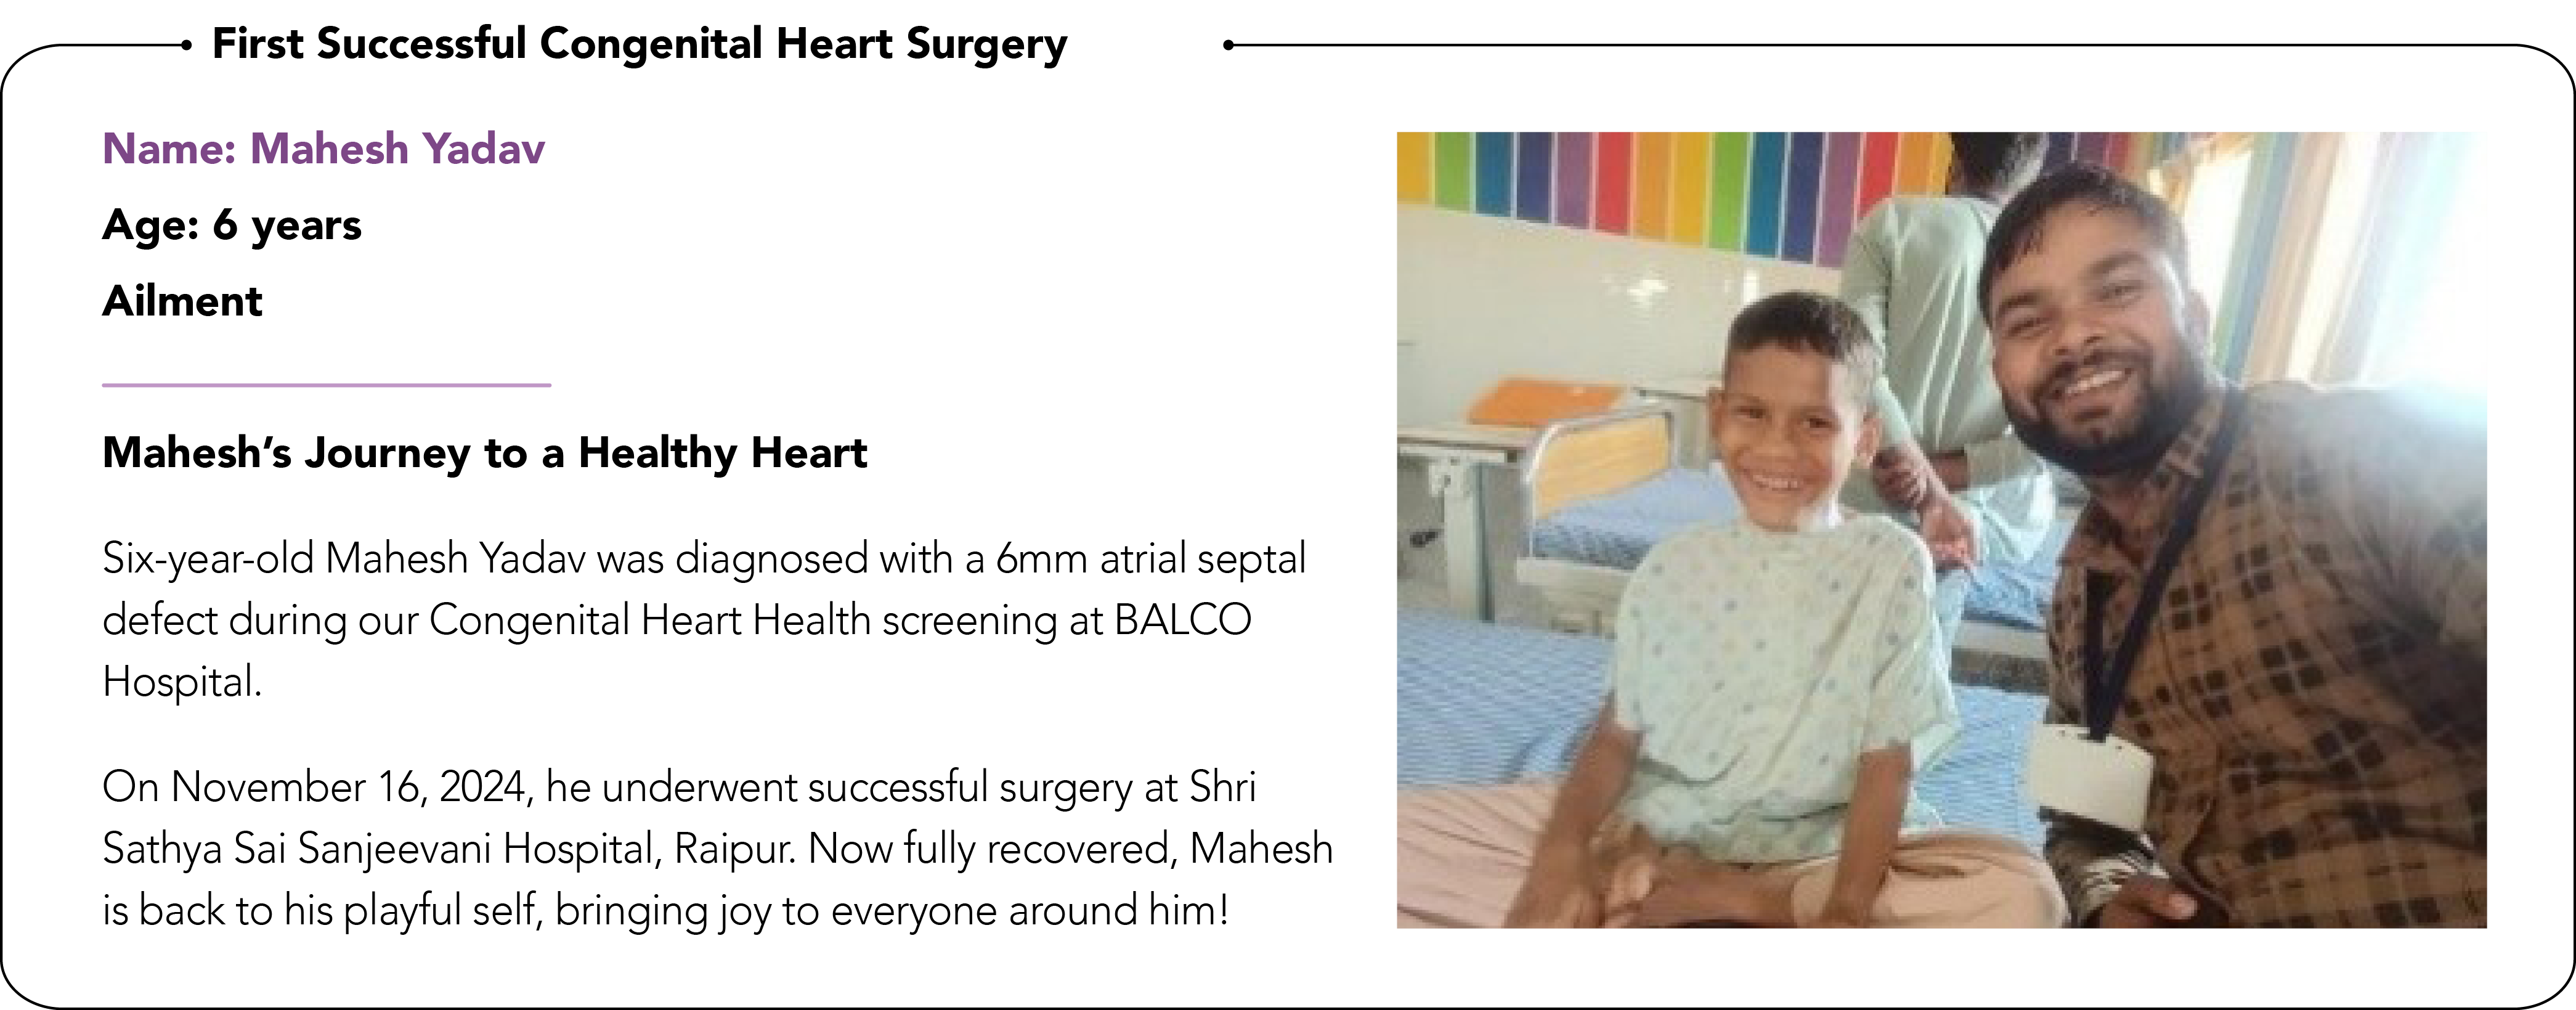 First Successful Congenital Heart Surgery
Name: Mahesh Yadav
Age: 6 years
Ailment
Mahesh’s Journey to a Healthy Heart
Six-year-old Mahesh Yadav was diagnosed with a 6mm atrial septal
defect during our Congenital Heart Health screening at BALCO
Hospital.
On November 16, 2024, he underwent successful surgery at Shri
Sathya Sai Sanjeevani Hospital, Raipur. Now fully recovered, Mahesh
is back to his playful self, bringing joy to everyone around him!